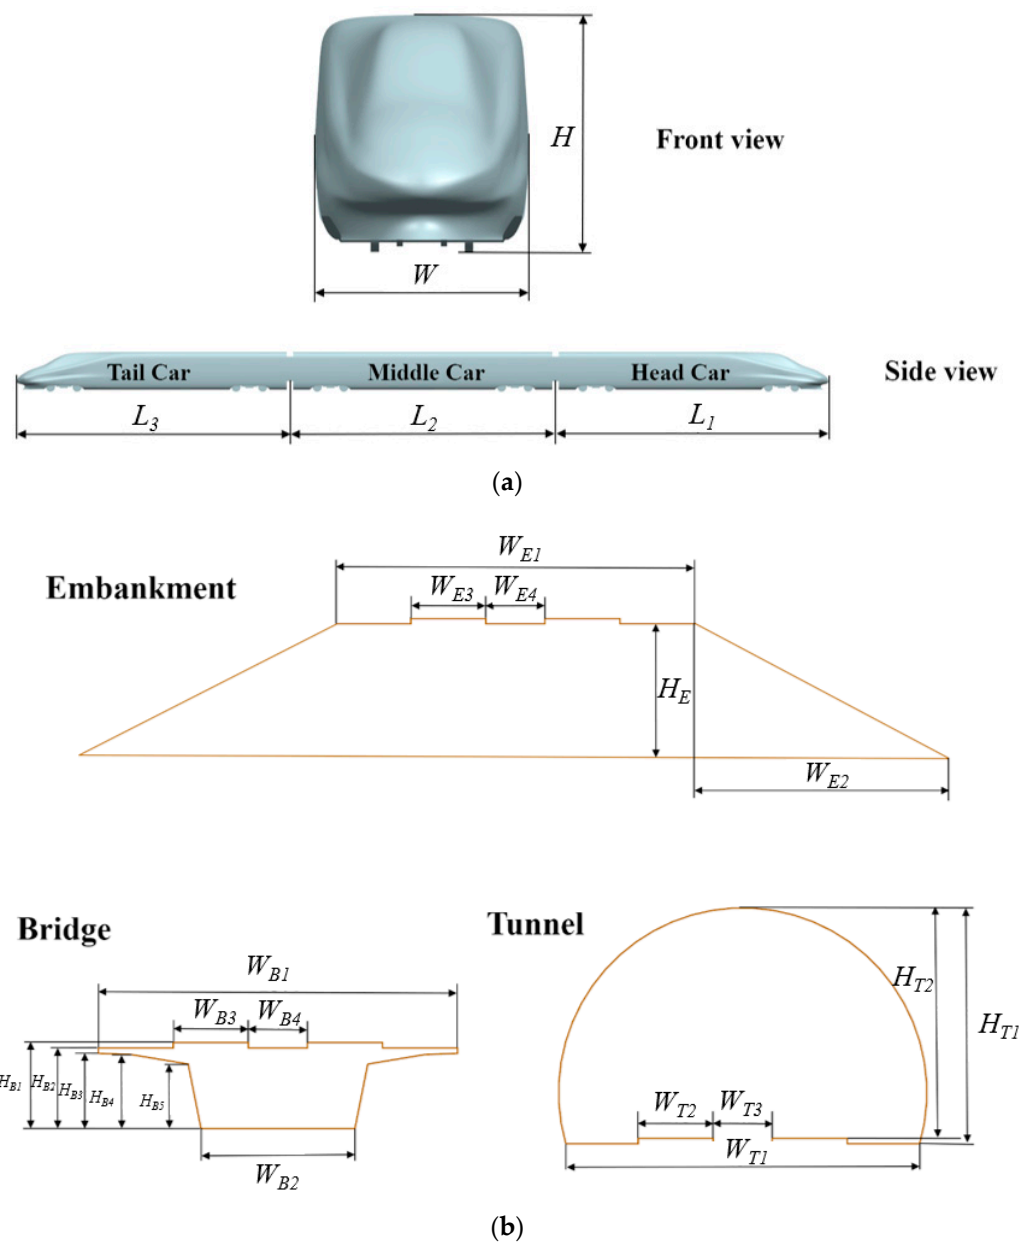 H
Front view
W
Tail Car Middle Car Head Car
Side view
L3 L2 L1
(a)
WE1
Embankment
WE3 WE4
HE
WE2
Bridge
Tunnel
WB1
WB3 WB4
HB1 HB2 HB3 HB4 HB5
WB2
HT2
HT1
WT2 WT3
WT1
(b)